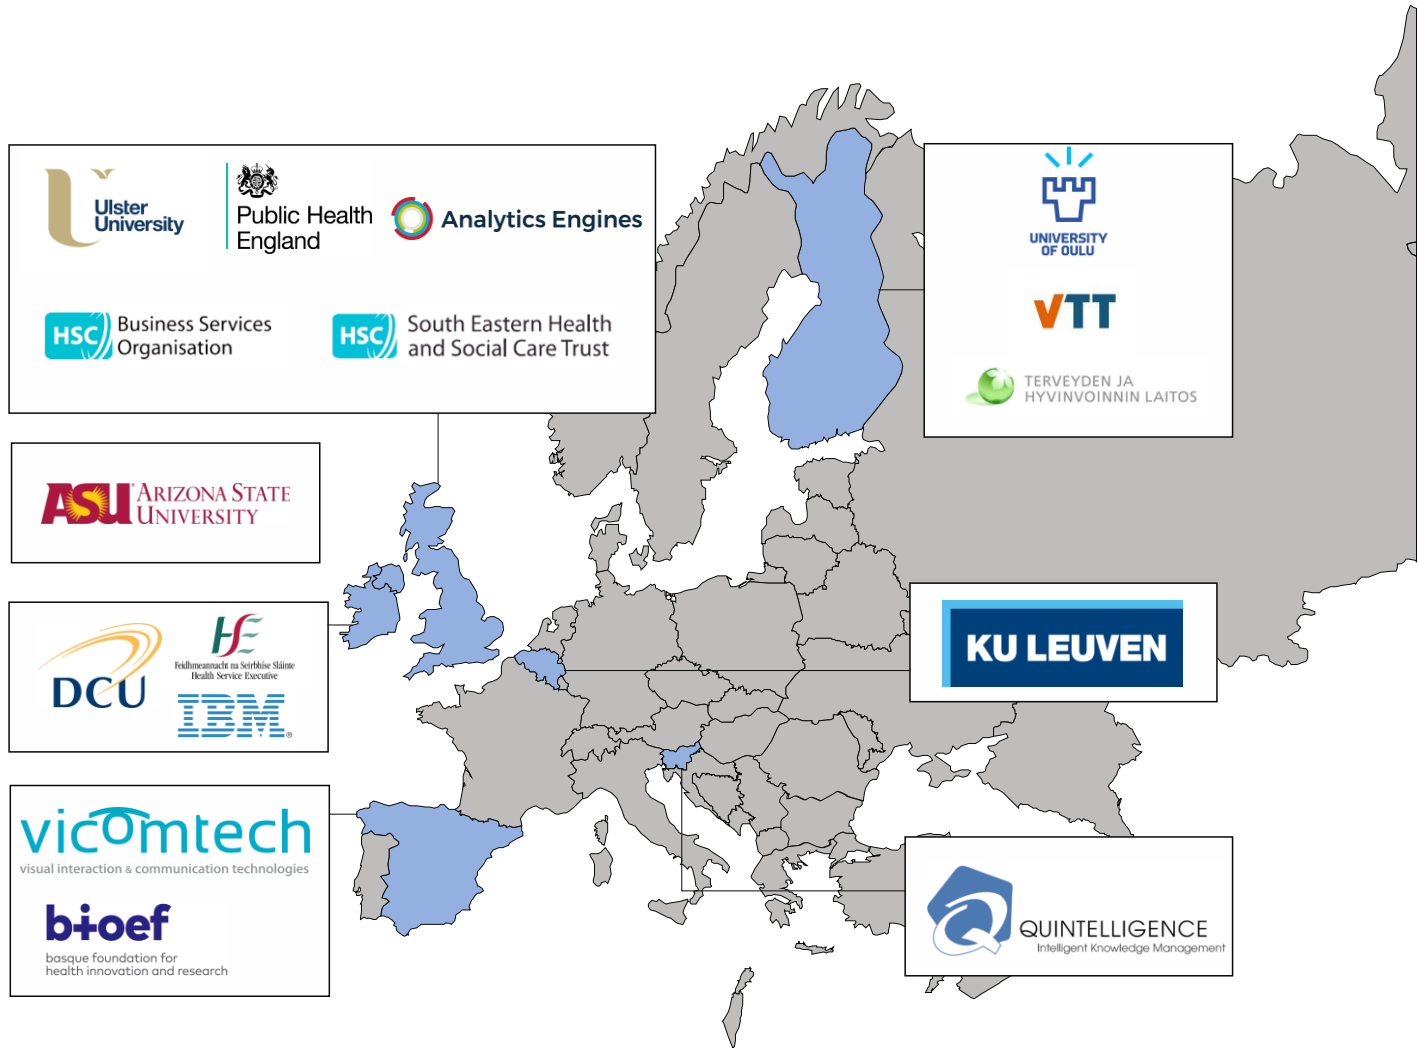 Ulster
University
Public Health
England
Analytics Engines
HSC Business Services
Organisation
HSC South Eastern Health
and Social Care Trust
UNIVERSITY
OF OULU
VTT
TERVEYDEN JA
HYVINVOINNIN LAITOS
ASU ARIZONA STATE
UNIVERSITY
DCU
HSE
Feidhmeannacht na Seirbhíse Sláinte
Health Service Executive
IBM®
KU LEUVEN
vicomtech
visual interaction & communication technologies
bioef
basque foundation for
health innovation and research
QUINTELLIGENCE
Intelligent Knowledge Management